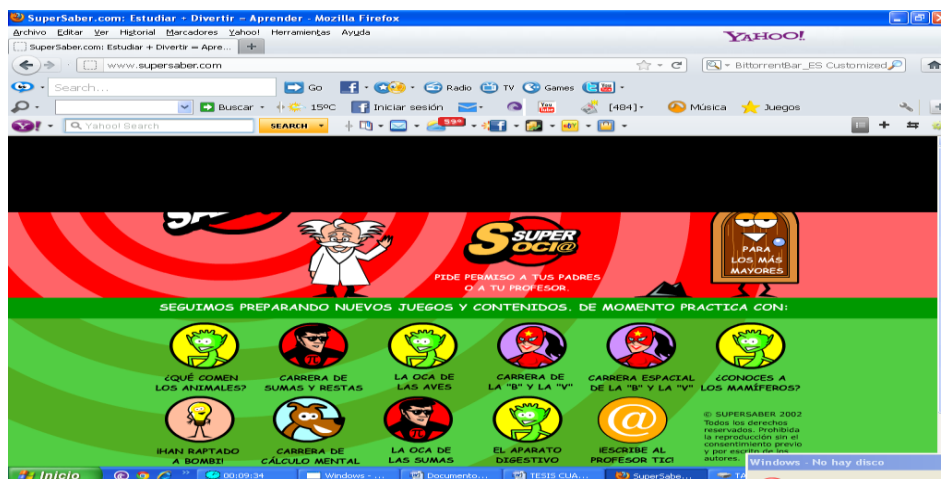 SuperSaber.com: Estudiar + Divertir = Aprender - Mozilla Firefox
Archivo Editar Ver Historial Marcadores Yahoo! Herramientas Ayuda
YAHOO!
SuperSaber.com: Estudiar + Divertir = Apre...
www.supersaber.com
BittorrentBar_ES Customized
Search...
Go
Radio
TV
Games
Buscar
15ºC
Iniciar sesión
You Tube
[484]
Música
Juegos
Yahoo! Search
SEARCH
99+
SUPER
SOCI@
PIDE PERMISO A TUS PADRES
O A TU PROFESOR.
PARA
LOS MÁS
MAYORES
SEGUIMOS PREPARANDO NUEVOS JUEGOS Y CONTENIDOS. DE MOMENTO PRACTICA CON:
¿QUÉ COMEN
LOS ANIMALES?
CARRERA DE
SUMAS Y RESTAS
LA OCA DE
LAS AVES
CARRERA DE
LA "B" Y LA "V"
CARRERA ESPACIAL
DE LA "B" Y LA "V"
¿CONOCES A
LOS MAMÍFEROS?
¡HAN RAPTADO
A BOMBI!
CARRERA DE
CÁLCULO MENTAL
LA OCA DE
LAS SUMAS
EL APARATO
DIGESTIVO
¡ESCRIBE AL
PROFESOR TIC!
© SUPERSABER 2002
Todos los derechos
reservados. Prohibida
la reproducción sin el
consentimiento previo
y por escrito de los
autores.
Windows - No hay disco
Inicio
00:09:34
Windows - ...
Documento...
TESIS CUA...
SuperSabe...